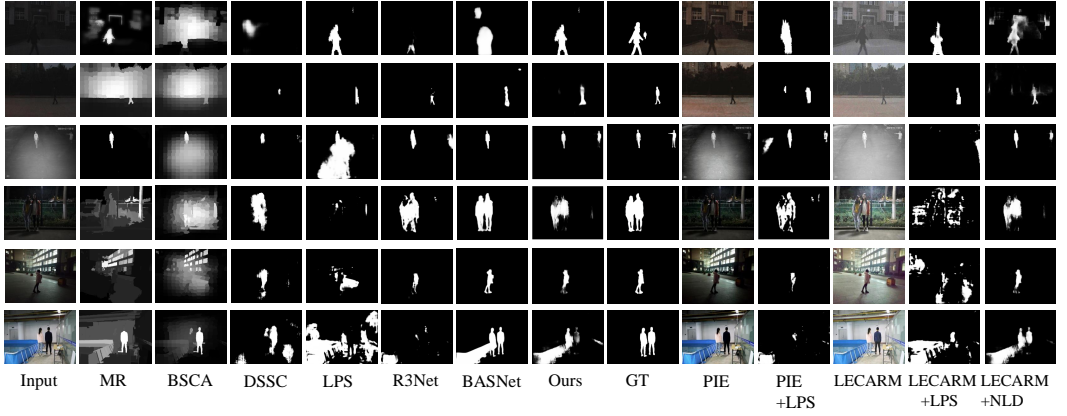 Input MR BSCA DSSC LPS R3Net BASNet Ours GT PIE PIE LECARM LECARM LECARM
+LPS +LPS +NLD